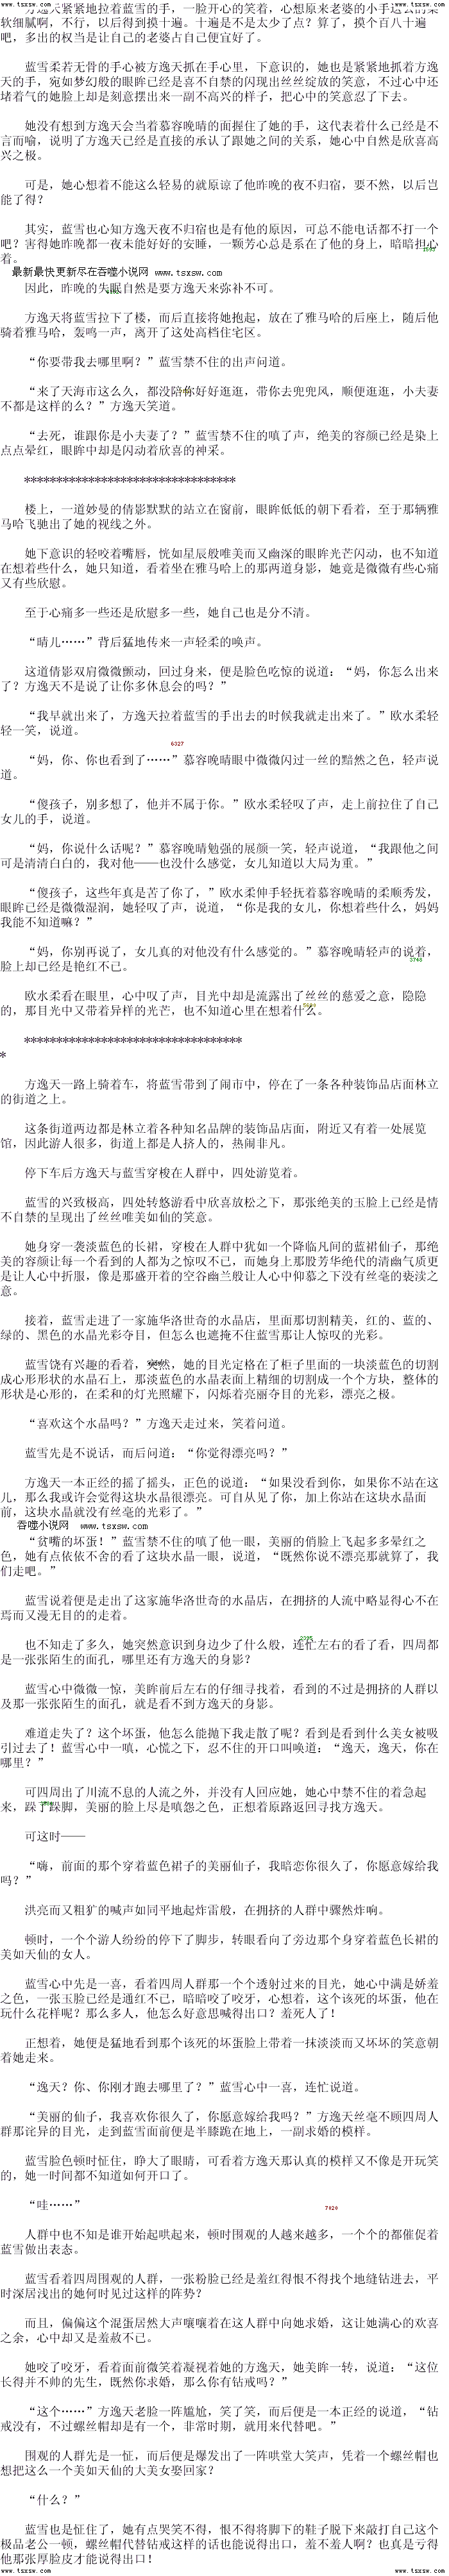 www.tsxsw.com www.tsxsw.com
方逸天紧紧地拉着蓝雪的小手，一脸开心的笑着，心想原来老婆的小手
软细腻啊，不行，以后得到摸十遍。十遍是不是太少了点？算了，摸个百八十遍
吧，多出的权当是让自己的老婆占自己便宜好了。
蓝雪柔若无骨的手心被方逸天抓在手心里，下意识的，她也是紧紧地抓着方逸
天的手，宛如梦幻般的眼眸已经是喜不自禁的闪现出丝丝绽放的笑意，不过心中还
堵着气的她脸上却是刻意摆出来一副不高兴的样子，把心中的笑意忍了下去。
她没有想到方逸天会当着慕容晚晴的面握住了她的手，这代表着什么已经是不
言而喻，说明了方逸天已经是直接的承认了跟她之间的关系，她心中自然是欣喜高
兴之极。
可是，她心想着不能这么轻易的就原谅了他昨晚的夜不归宿，要不然，以后岂
能了得？
其实，蓝雪也心知方逸天夜不归宿也是有他的原因，可总不能电话都不打一个
吧？害得她昨晚都一夜未能好好的安睡，一颗芳心总是系在了他的身上，暗暗担心
着。
最新最快更新尽在吞噬小说网 www.tsxsw.com
因此，昨晚的失眠自然是要方逸天来弥补不可。
方逸天将蓝雪拉下了楼，而后直接将她抱起，放在了雅马哈的后座上，随后他
骑着雅马哈，轰鸣一声，离开了这处高档住宅区。
“你要带我去哪里啊？”蓝雪禁不住的出声问道。
“来了天海市这么久，都没陪你好好逛逛，带你去兜兜风，顺便逛逛，小夫妻
不都是这样的么？”方逸天笑道。
“去死，谁跟你是小夫妻了？”蓝雪禁不住的嗔了声，绝美的容颜已经是染上
点点晕红，眼眸中却是闪动着欣喜的神采。
*********************************
楼上，一道妙曼的倩影默默的站立在窗前，眼眸低低的朝下看着，至于那辆雅
马哈飞驰出了她的视线之外。
她下意识的轻咬着嘴唇，恍如星辰般唯美而又幽深的眼眸光芒闪动，也不知道
在想着些什么，她只知道，看着坐在雅马哈上的那两道身影，她竟是微微有些心痛
又有些欣慰。
至于心痛多一些还是欣慰多一些，她自己也是分不清。
“晴儿……”背后猛地传来一声轻柔的唤声。
这道倩影双肩微微颤动，回过身来，便是脸色吃惊的说道：“妈，你怎么出来
了？方逸天不是说了让你多休息会的吗？”
“我早就出来了，方逸天拉着蓝雪的手出去的时候我就走出来了。”欧水柔轻
轻一笑，说道。
6327
“妈，你、你也看到了……”慕容晚晴眼中微微闪过一丝的黯然之色，轻声说
道。
“傻孩子，别多想了，他并不属于你。”欧水柔轻叹了声，走上前拉住了自己
女儿的手，说道。
“妈，你说什么话呢？”慕容晚晴勉强的展颜一笑，轻声说道，“我跟他之间
可是清清白白的，我对他——也没什么感觉，女儿知道以大局为重。”
“傻孩子，这些年真是苦了你了，”欧水柔伸手轻抚着慕容晚晴的柔顺秀发，
眼眸已经是微微湿润，她轻叹了声，说道，“你是我的女儿，你想着些什么，妈妈
我能不知道嘛？”
“妈，你别再说了，女儿真的对他没有什么感觉的。”慕容晚晴轻声的说着，
脸上却已经是艳红不已。
欧水柔看在眼里，心中叹了声，目光中却是流露出了丝丝的慈爱之意，隐隐
的，那目光中又带着异样的光芒，也不知道心里在想着什么。
**********************************
*
方逸天一路上骑着车，将蓝雪带到了闹市中，停在了一条各种装饰品店面林立
的街道之上。
这条街道两边都是林立着各种知名品牌的装饰品店面，附近又有着一处展览
馆，因此游人很多，街道上都是人挤人的，热闹非凡。
停下车后方逸天与蓝雪穿梭在人群中，四处游览着。
蓝雪的兴致极高，四处转悠游看中欣喜放松之下，那张绝美的玉脸上已经是情
不自禁的呈现出了丝丝唯美如仙的笑意。
她身穿一袭淡蓝色的长裙，穿梭在人群中犹如一个降临凡间的蓝裙仙子，那绝
美的容颜让每一个看到的人都为之惊叹不已，而她身上那股芳华绝代的清幽气质更
是让人心中折服，像是那盛开着的空谷幽兰般让人心中仰慕之下没有丝毫的亵渎之
意。
接着，蓝雪走进了一家施华洛世奇的水晶店，里面那切割精美，红的、蓝的、
绿的、黑色的水晶光彩夺目，但怎么也遮掩不住蓝雪那让人惊叹的光彩。
蓝雪饶有兴趣的看着，突然，她的目光定格在了柜子里面的一块淡蓝色的切割
成心形形状的水晶石上，那淡蓝色的水晶表面上精细的切割成一个个方块，整体的
形状是心形的，在柔和的灯光照耀下，闪烁着亮丽夺目的光彩，漂亮之极。
“喜欢这个水晶吗？”方逸天走过来，笑着问道。
蓝雪先是不说话，而后问道：“你觉得漂亮吗？”
方逸天一本正经的摇了摇头，正色的说道：“如果没看到你，如果你不站在这
儿，那么我或许会觉得这块水晶很漂亮。可自从见了你，加上你站在这块水晶面
前，这块水晶就没有丝毫的光彩了。”
吞噬小说网 www.tsxsw.com
“贫嘴的坏蛋！”蓝雪禁不住的嗔了他一眼，美丽的俏脸上飞起多多晕红之
色，她有点依依不舍的看了这块水晶一眼，说道，“既然你说不漂亮那就算了，我
们走吧。”
蓝雪说着便是走出了这家施华洛世奇的水晶店，在拥挤的人流中略显得心不在
焉而又漫无目的的走着。
也不知走了多久，她突然意识到身边少了什么般，连忙左右的看了看，四周都
是一张张陌生的面孔，哪里还有方逸天的身影？
蓝雪心中微微一惊，美眸前后左右的仔细寻找着，看到的不过是拥挤的人群以
及那一张张陌生的面孔，就是看不到方逸天的身影。
难道走失了？这个坏蛋，他怎么能抛下我走散了呢？看到是看到什么美女被吸
引过去了！蓝雪心中一嗔，心慌之下，忍不住的开口叫唤道：“逸天，逸天，你在
哪里？”
可四周出了川流不息的人流之外，并没有人回应她，她心中禁不住的着急起
来，跺了跺脚，美丽的脸上尽是嗔怨之色，正想着原路返回寻找方逸天。
可这时——
“嗨，前面的那个穿着蓝色裙子的美丽仙子，我暗恋你很久了，你愿意嫁给我
吗？”
洪亮而又粗犷的喊声如同平地起炸雷般，在拥挤的人群中骤然炸响。
顿时，一个个游人纷纷的停下了脚步，转眼看向了旁边那个身穿着蓝色长裙的
美如天仙的女人。
蓝雪心中先是一喜，看着四周人群那一个个透射过来的目光，她心中满是娇羞
之色，一张玉脸已经是通红不已，暗暗咬了咬牙，心想着，这个该死的坏蛋，他在
玩什么花样呢？那么多人，他怎么好意思喊得出口？羞死人了！
正想着，她便是猛地看到那个该死的坏蛋脸上带着一抹淡淡而又坏坏的笑意朝
着她走来。
“逸天？你、你刚才跑去哪里了？”蓝雪心中一喜，连忙说道。
“美丽的仙子，我喜欢你很久了，你愿意嫁给我吗？”方逸天丝毫不顾四周人
群那诧异的目光，走到蓝雪面前便是半膝跪在地上，一副求婚的模样。
蓝雪脸色顿时怔住，睁大了眼睛，可看着方逸天那认真的模样又不像是开玩笑
的，她一时间都不知道如何开口了。
“哇……”
7020
人群中也不知是谁开始起哄起来，顿时围观的人越来越多，一个个的都催促着
蓝雪做出表态。
蓝雪看着四周围观的人群，一张粉脸已经是羞红得恨不得找个地缝钻进去，平
时深居浅出的她何时见过这样的阵势？
而且，偏偏这个混蛋居然大声嚷嚷着在这人群中向她求婚，这让她满心的欢喜
之余，心中却又是羞赧不已。
她咬了咬牙，看着面前微笑着凝视着她的方逸天，她美眸一转，说道：“这位
长得并不帅的先生，既然你求婚，那么你有钻戒吗？”
“这个……”方逸天老脸一阵尴尬，笑了笑，而后便是一本正经的说道，“钻
戒没有，不过螺丝帽却是有一个，非常时期，就用来代替吧。”
围观的人群先是一怔，而后便是爆发出了一阵哄堂大笑声，凭着一个螺丝帽也
想把这么一个美如天仙的大美女娶回家？
“什么？”
蓝雪也是怔住了，她有点哭笑不得，恨不得将脚下的鞋子脱下来敲打自己这个
极品老公一顿，螺丝帽代替钻戒这样的话也能说得出口，羞不羞人啊？也真是亏得
他那张厚脸皮才能说得出口！
www.tsxsw.com www.tsxsw.com